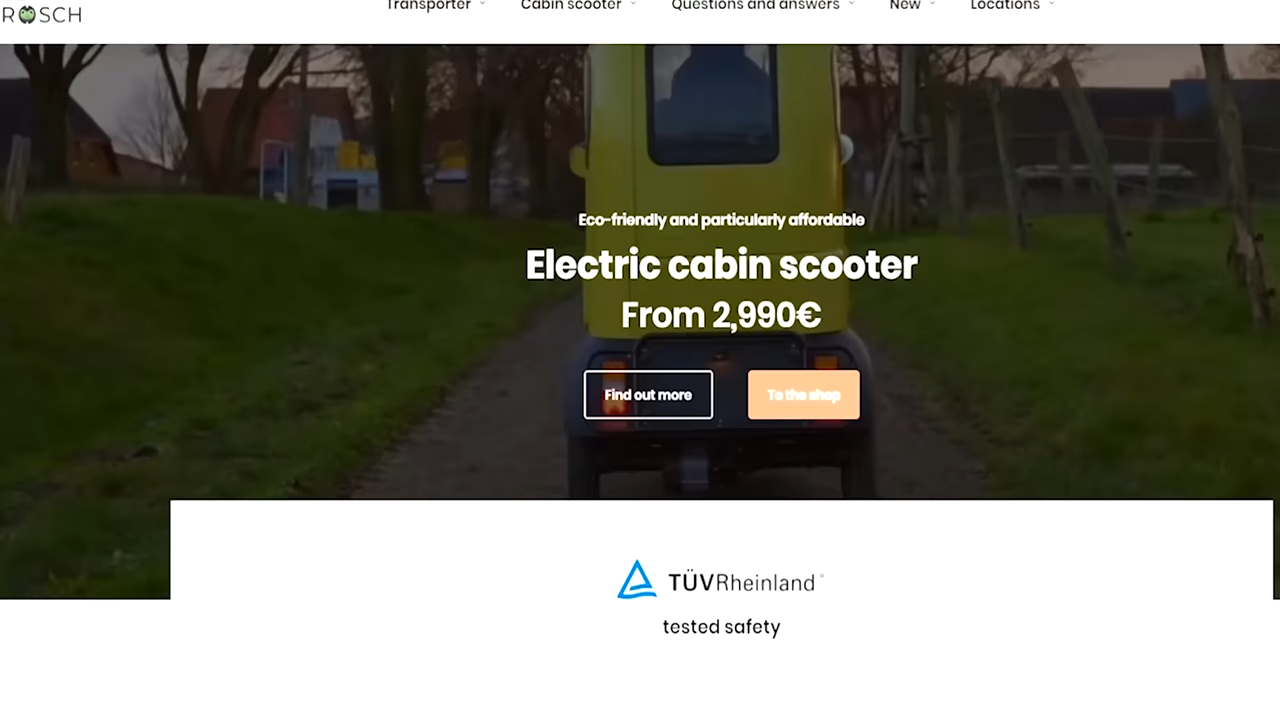 ROSCH
Transporter Cabin scooter Questions and answers New Locations
Eco-friendly and particularly affordable
Electric cabin scooter
From 2,990€
Find out more To the shop
TÜVRheinland®
tested safety